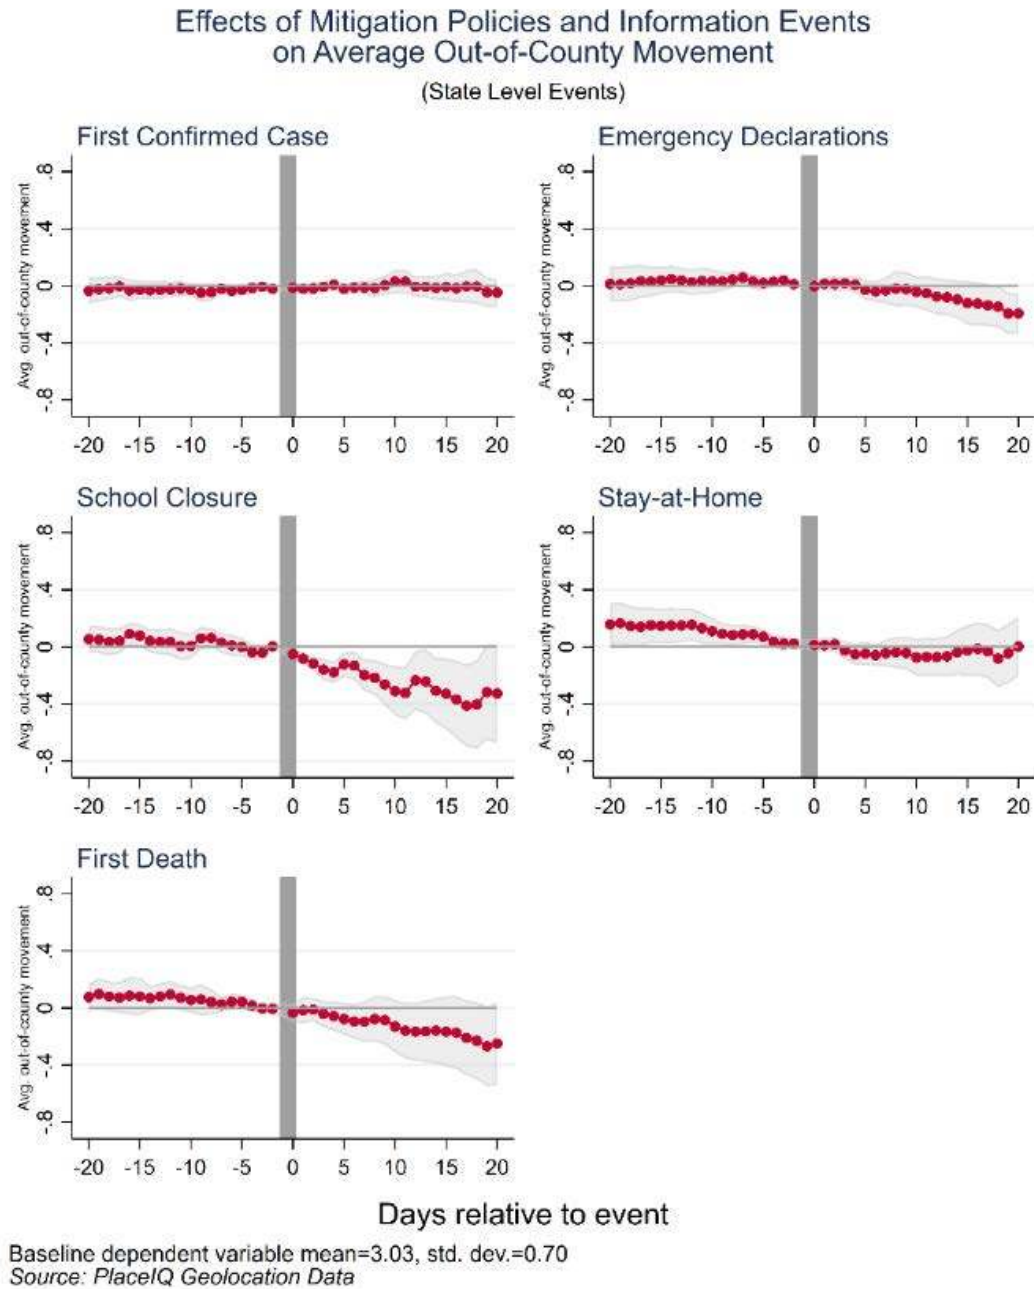 Effects of Mitigation Policies and Information Events
on Average Out-of-County Movement
(State Level Events)
First Confirmed Case
Avg. out-of-county movement
.8
.4
0
-.4
-.8
-20 -15 -10 -5 0 5 10 15 20
Emergency Declarations
Avg. out-of-county movement
.8
.4
0
-.4
-.8
-20 -15 -10 -5 0 5 10 15 20
School Closure
Avg. out-of-county movement
.8
.4
0
-.4
-.8
-20 -15 -10 -5 0 5 10 15 20
Stay-at-Home
Avg. out-of-county movement
.8
.4
0
-.4
-.8
-20 -15 -10 -5 0 5 10 15 20
First Death
Avg. out-of-county movement
.8
.4
0
-.4
-.8
-20 -15 -10 -5 0 5 10 15 20
Days relative to event
Baseline dependent variable mean=3.03, std. dev.=0.70
Source: PlaceIQ Geolocation Data